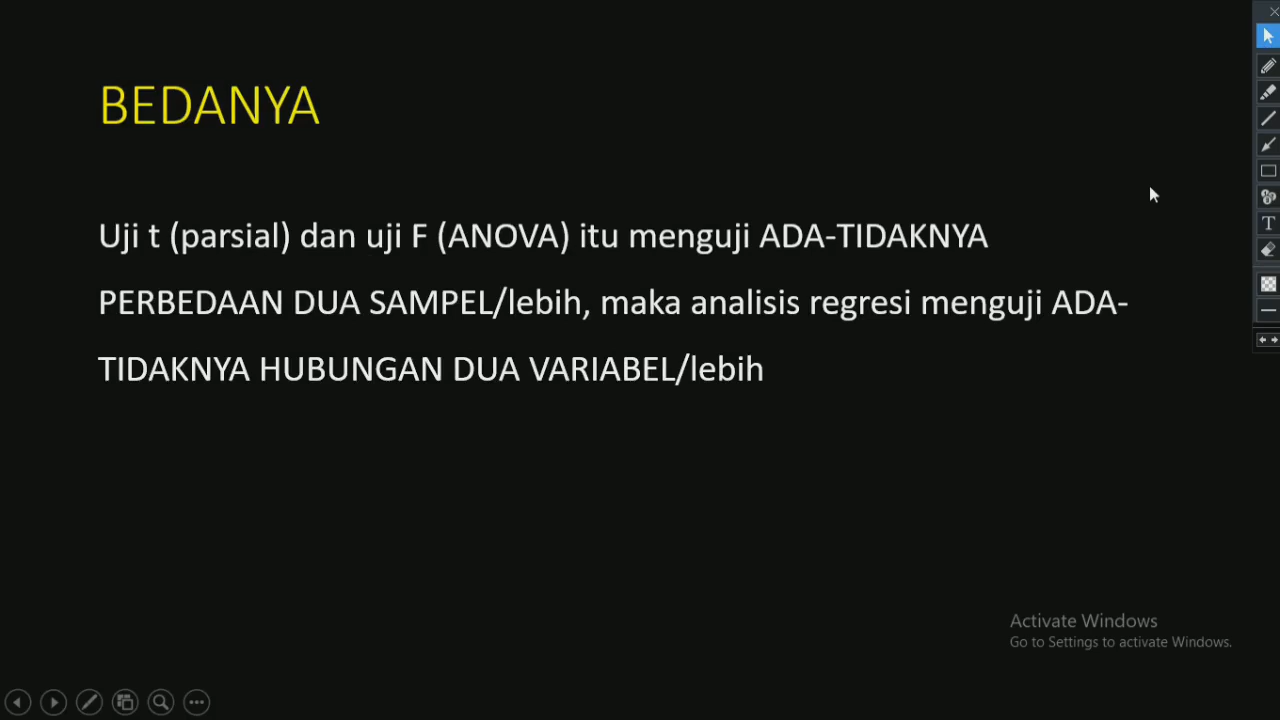 BEDANYA
Uji t (parsial) dan uji F (ANOVA) itu menguji ADA-TIDAKNYA
PERBEDAAN DUA SAMPEL/lebih, maka analisis regresi menguji ADA-
TIDAKNYA HUBUNGAN DUA VARIABEL/lebih
Activate Windows
Go to Settings to activate Windows.